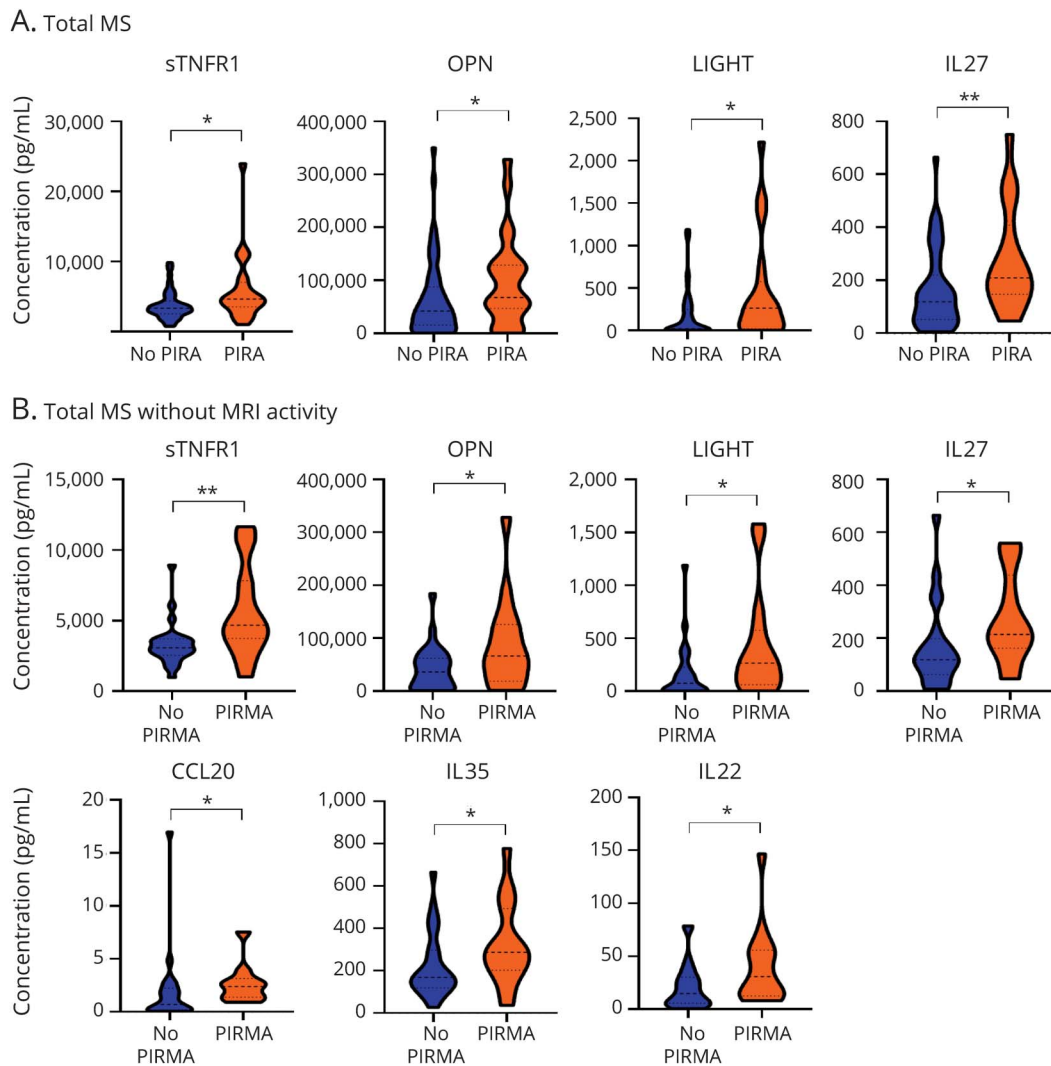 A. Total MS
sTNFR1 OPN LIGHT IL27
Concentration (pg/mL)
30,000
20,000
10,000
*
No PIRA PIRA
400,000
300,000
200,000
100,000
0
*
No PIRA PIRA
2,500
2,000
1,500
1,000
500
0
*
No PIRA PIRA
800
600
400
200
0
**
No PIRA PIRA
B. Total MS without MRI activity
sTNFR1 OPN LIGHT IL27
Concentration (pg/mL)
15,000
10,000
5,000
0
**
No PIRMA
PIRMA
400,000
300,000
200,000
100,000
0
*
No PIRMA
PIRMA
2,000
1,500
1,000
500
0
*
No PIRMA
PIRMA
800
600
400
200
0
*
No PIRMA
PIRMA
CCL20 IL35 IL22
Concentration (pg/mL)
20
15
10
5
0
*
No PIRMA
PIRMA
1,000
800
600
400
200
0
*
No PIRMA
PIRMA
200
150
100
50
0
*
No PIRMA
PIRMA